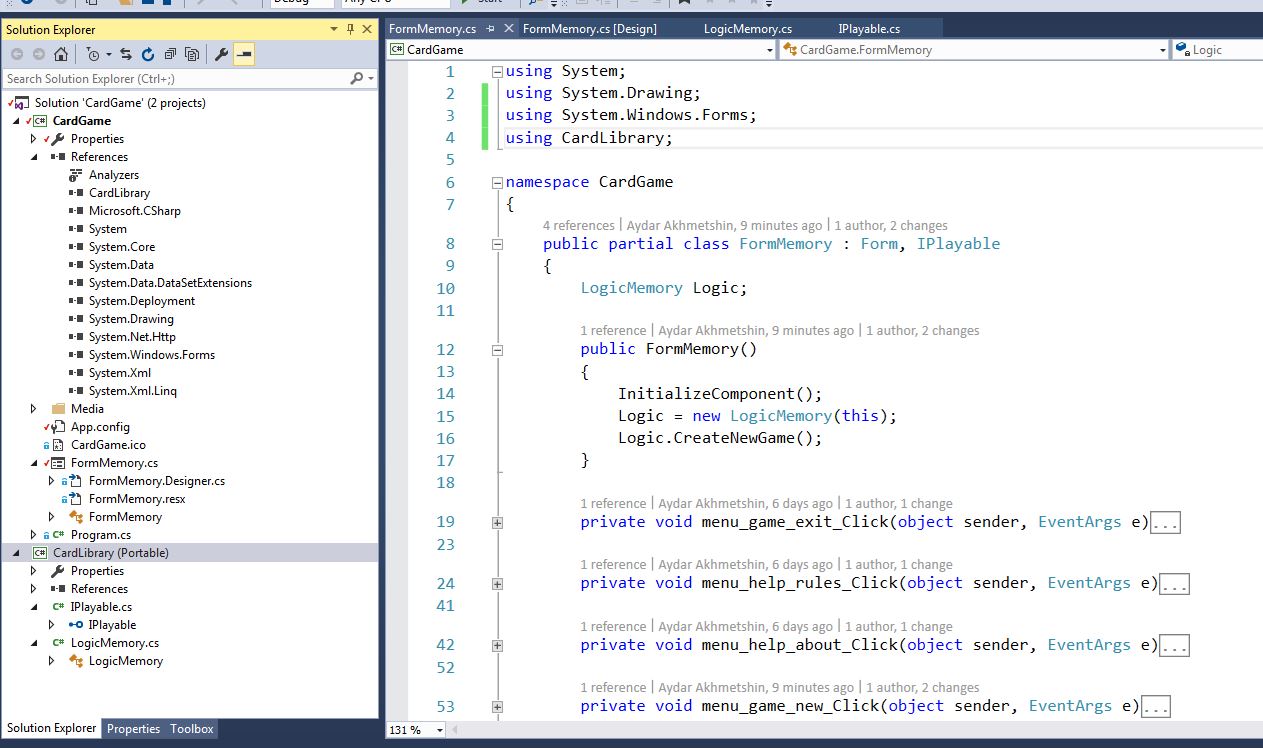 Debug Any CPU Start
Solution Explorer
Search Solution Explorer (Ctrl+;)
Solution 'CardGame' (2 projects)
C# CardGame
Properties
References
Analyzers
CardLibrary
Microsoft.CSharp
System
System.Core
System.Data
System.Data.DataSetExtensions
System.Deployment
System.Drawing
System.Net.Http
System.Windows.Forms
System.Xml
System.Xml.Linq
Media
App.config
CardGame.ico
FormMemory.cs
FormMemory.Designer.cs
FormMemory.resx
FormMemory
C# Program.cs
C# CardLibrary (Portable)
Properties
References
C# IPlayable.cs
IPlayable
C# LogicMemory.cs
LogicMemory
Solution Explorer Properties Toolbox
FormMemory.cs FormMemory.cs [Design] LogicMemory.cs IPlayable.cs
C# CardGame CardGame.FormMemory Logic
1 using System;
2 using System.Drawing;
3 using System.Windows.Forms;
4 using CardLibrary;
5
6 namespace CardGame
7 {
4 references | Aydar Akhmetshin, 9 minutes ago | 1 author, 2 changes
8 public partial class FormMemory : Form, IPlayable
9 {
10 LogicMemory Logic;
11
1 reference | Aydar Akhmetshin, 9 minutes ago | 1 author, 2 changes
12 public FormMemory()
13 {
14 InitializeComponent();
15 Logic = new LogicMemory(this);
16 Logic.CreateNewGame();
17 }
18
1 reference | Aydar Akhmetshin, 6 days ago | 1 author, 1 change
19 private void menu_game_exit_Click(object sender, EventArgs e)...
23
1 reference | Aydar Akhmetshin, 6 days ago | 1 author, 1 change
24 private void menu_help_rules_Click(object sender, EventArgs e)...
41
1 reference | Aydar Akhmetshin, 6 days ago | 1 author, 1 change
42 private void menu_help_about_Click(object sender, EventArgs e)...
52
1 reference | Aydar Akhmetshin, 9 minutes ago | 1 author, 2 changes
53 private void menu_game_new_Click(object sender, EventArgs e)...
131 %